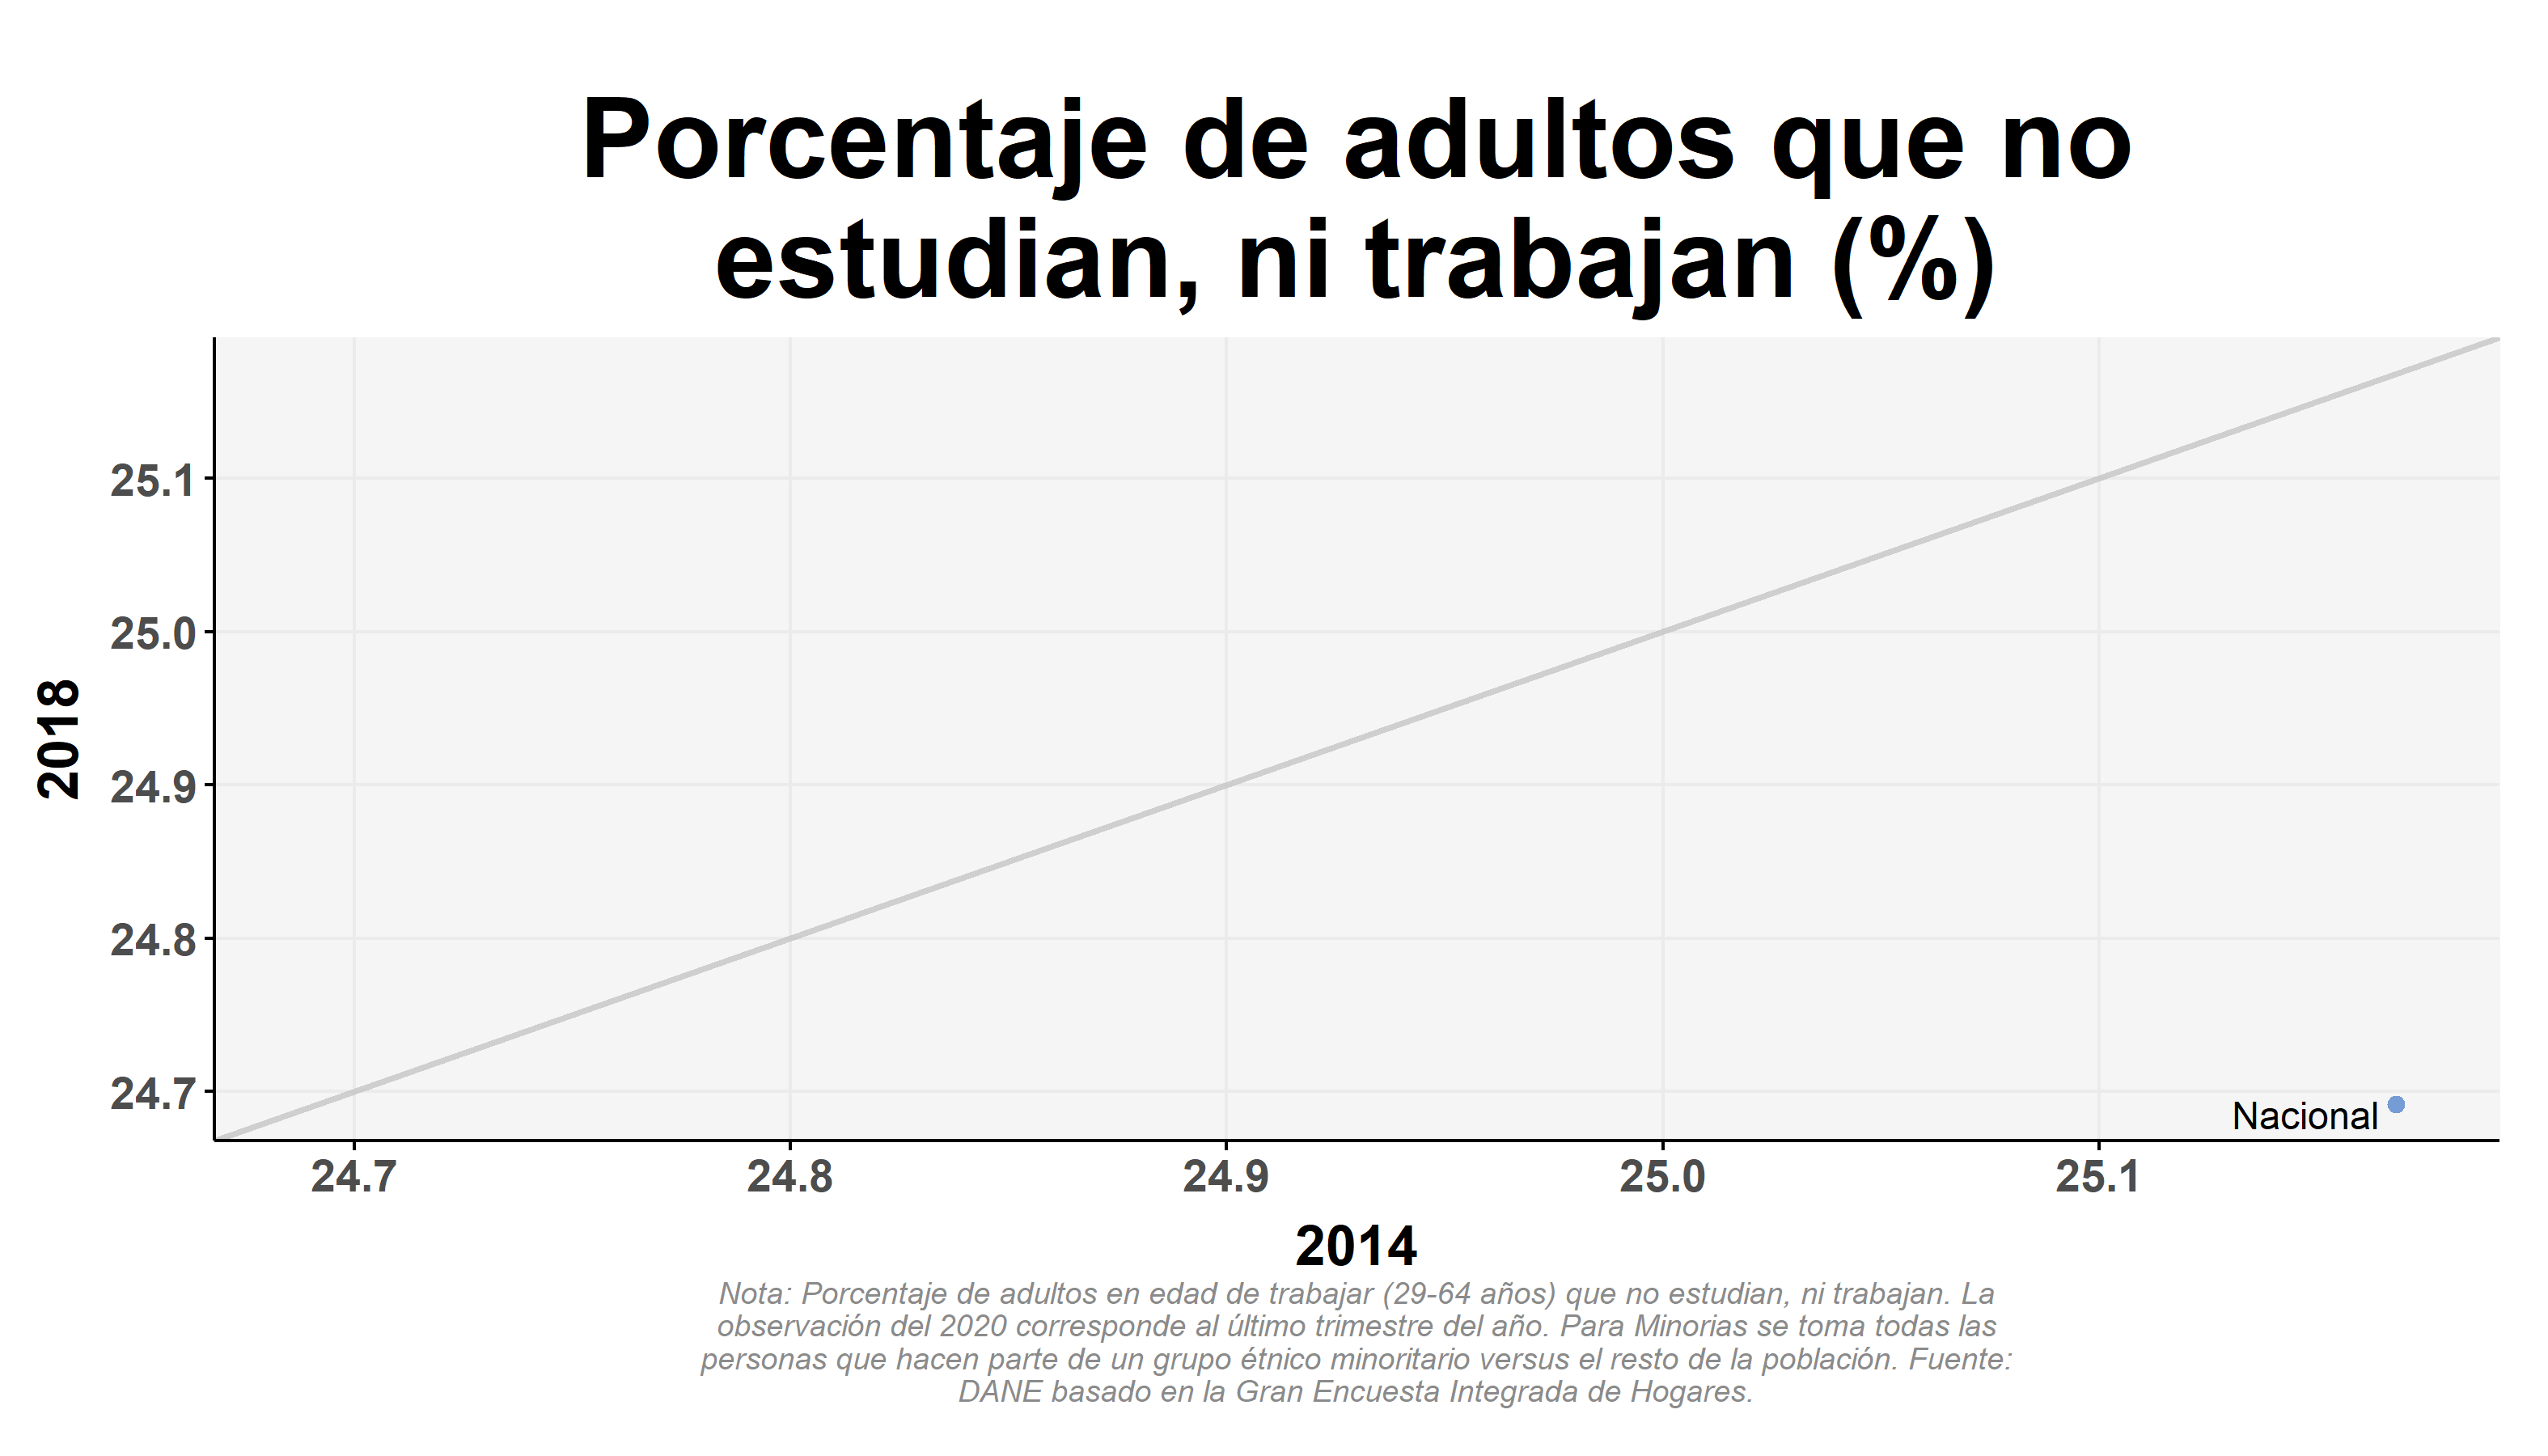 Porcentaje de adultos que no
estudian, ni trabajan (%)
25.1
25.0
24.9
24.8
24.7
2018
Nacional
24.7
24.8
24.9
25.0
25.1
2014
Nota: Porcentaje de adultos en edad de trabajar (29-64 años) que no estudian, ni trabajan. La
observación del 2020 corresponde al último trimestre del año. Para Minorias se toma todas las
personas que hacen parte de un grupo étnico minoritario versus el resto de la población. Fuente:
DANE basado en la Gran Encuesta Integrada de Hogares.